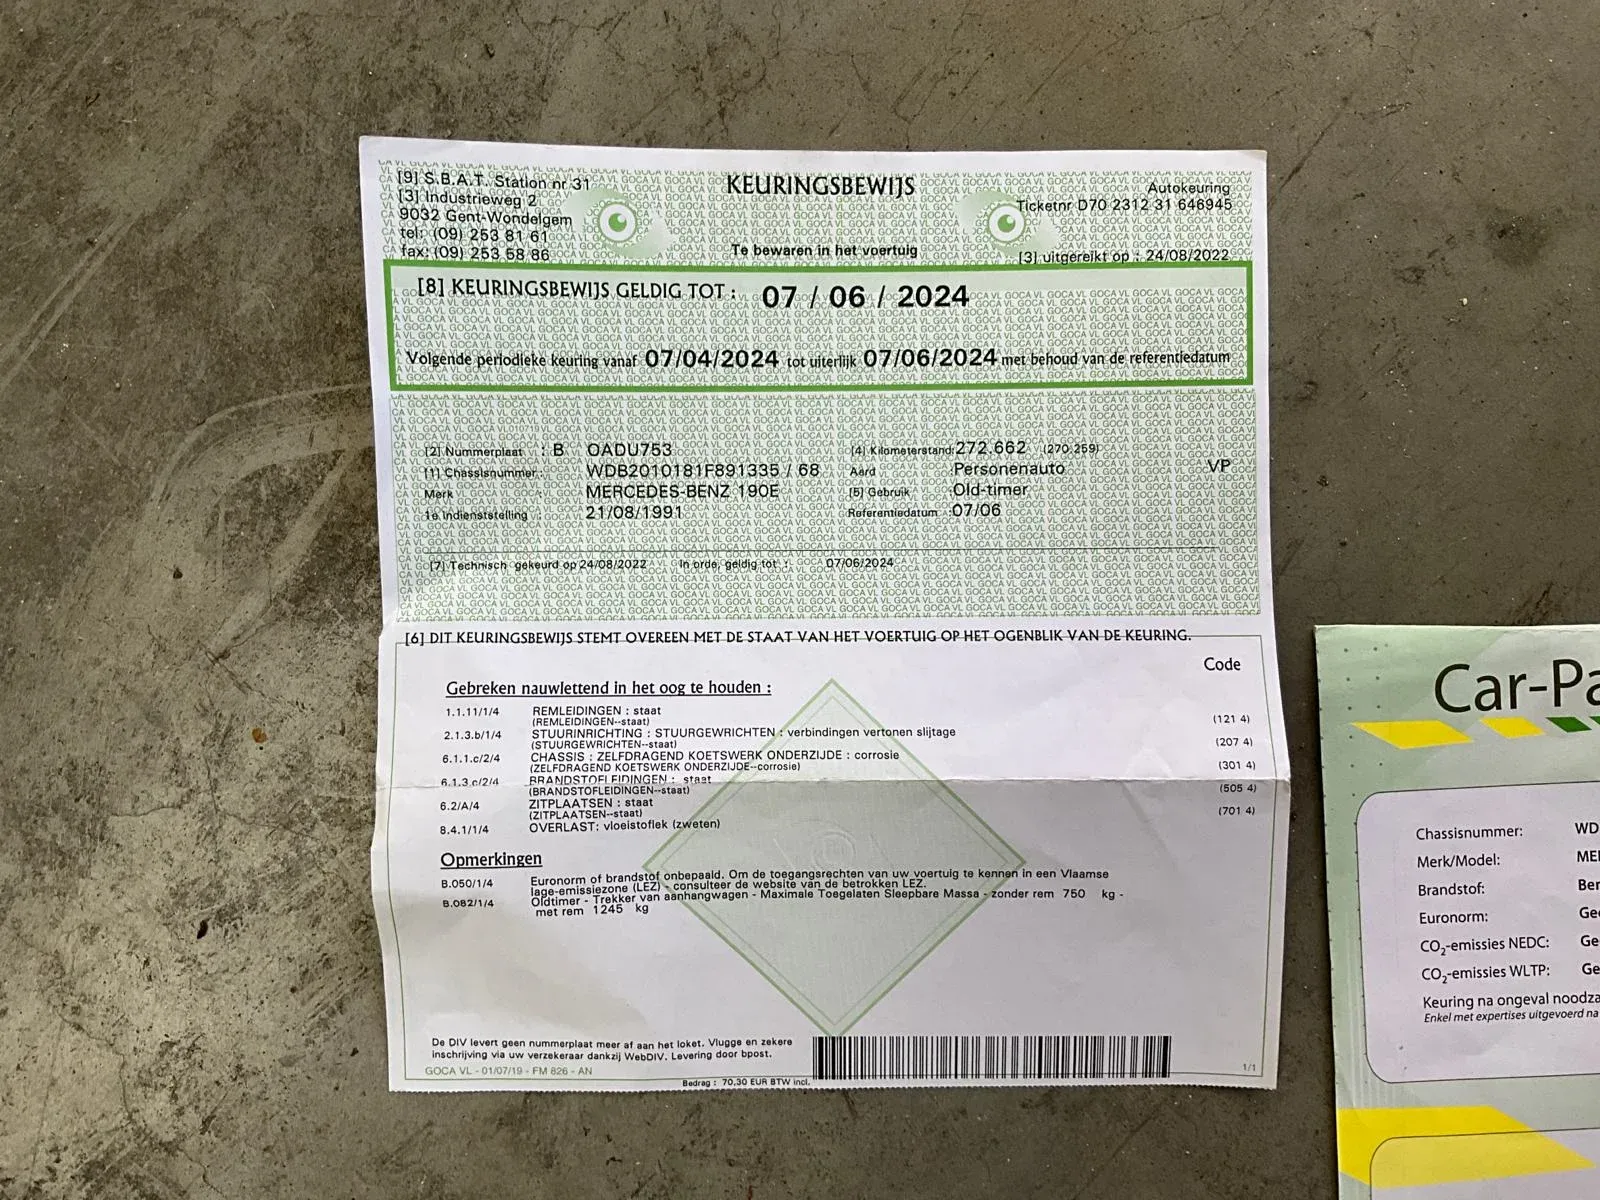 [9] S.B.A.T. Station nr 31
[3] Industrieweg 2
9032 Gent-Wondelgem
tel: (09) 253 81 61
fax: (09) 253 58 86
KEURINGSBEWIJS
Te bewaren in het voertuig
Autokeuring
Ticketnr D70 2312 31 646945
[3] uitgereikt op : 24/08/2022
[8] KEURINGSBEWIJS GELDIG TOT : 07 / 06 / 2024
Volgende periodieke keuring vanaf 07/04/2024 tot uiterlijk 07/06/2024 met behoud van de referentiedatum
[2] Nummerplaat : B OADU753
[1] Chassisnummer : WDB2010181F891335 / 68
Merk : MERCEDES-BENZ 190E
1e Indienststelling : 21/08/1991
[4] Kilometerstand: 272.662 (270.259)
Aard : Personenauto VP
[5] Gebruik : Old-timer
Referentiedatum : 07/06
[7] Technisch gekeurd op 24/08/2022 In orde, geldig tot : 07/06/2024
[6] DIT KEURINGSBEWIJS STEMT OVEREEN MET DE STAAT VAN HET VOERTUIG OP HET OGENBLIK VAN DE KEURING.
Code
Gebreken nauwlettend in het oog te houden :
1.1.11/1/4 REMLEIDINGEN : staat
(REMLEIDINGEN--staat) (121 4)
2.1.3.b/1/4 STUURINRICHTING : STUURGEWRICHTEN : verbindingen vertonen slijtage
(STUURGEWRICHTEN--staat) (207 4)
6.1.1.c/2/4 CHASSIS : ZELFDRAGEND KOETSWERK ONDERZIJDE : corrosie
(ZELFDRAGEND KOETSWERK ONDERZIJDE--corrosie) (301 4)
6.1.3.c/2/4 BRANDSTOFLEIDINGEN : staat
(BRANDSTOFLEIDINGEN--staat) (505 4)
6.2/A/4 ZITPLAATSEN : staat
(ZITPLAATSEN--staat) (701 4)
8.4.1/1/4 OVERLAST: vloeistoflek (zweten)
Opmerkingen
B.050/1/4 Euronorm of brandstof onbepaald. Om de toegangsrechten van uw voertuig te kennen in een Vlaamse
lage-emissiezone (LEZ) - consulteer de website van de betrokken LEZ.
B.082/1/4 Oldtimer - Trekker van aanhangwagen - Maximale Toegelaten Sleepbare Massa - zonder rem 750 kg -
met rem 1245 kg
De DIV levert geen nummerplaat meer af aan het loket. Vlugge en zekere
inschrijving via uw verzekeraar dankzij WebDIV. Levering door bpost.
GOCA VL - 01/07/19 - FM 826 - AN
Bedrag : 70,30 EUR BTW incl.
1/1
Car-Pa
Chassisnummer: WD
Merk/Model: ME
Brandstof: Ben
Euronorm: Gee
CO2-emissies NEDC: Ge
CO2-emissies WLTP: Ge
Keuring na ongeval noodza
Enkel met expertises uitgevoerd na